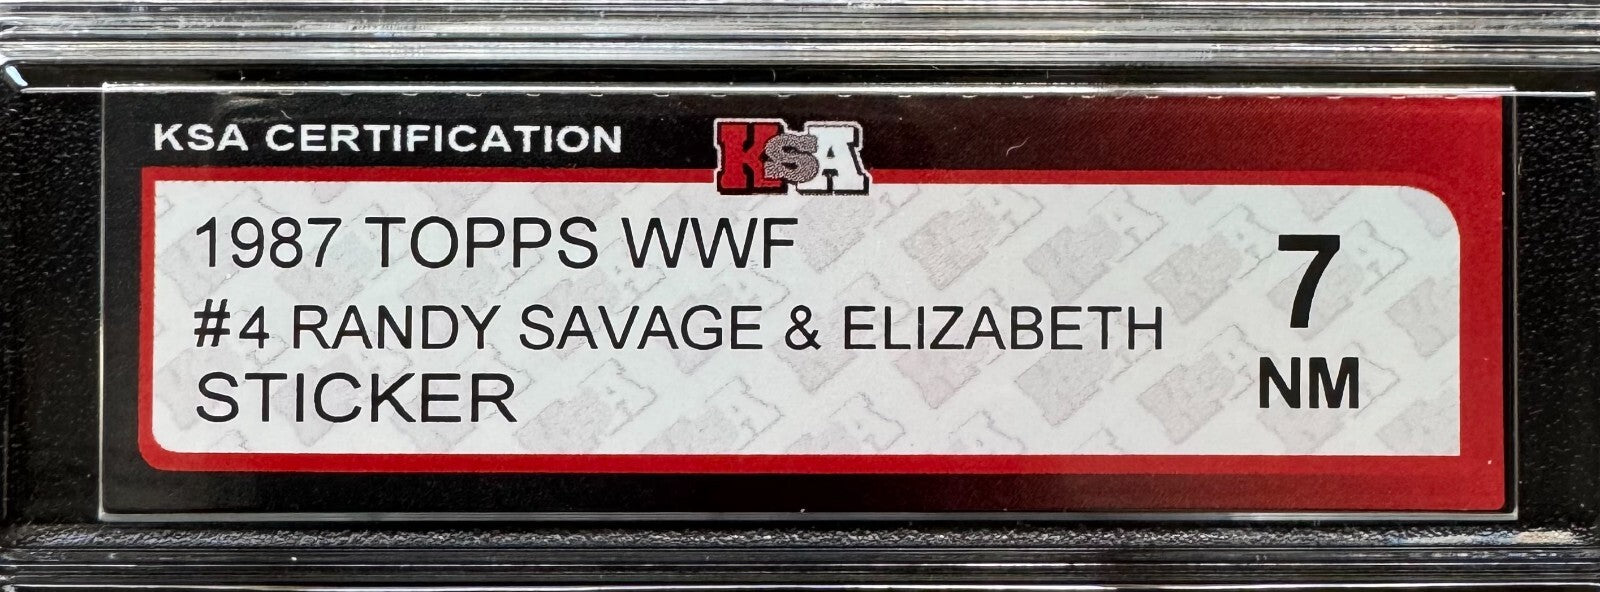 KSA CERTIFICATION
KSA
1987 TOPPS WWF
#4 RANDY SAVAGE & ELIZABETH
STICKER
7
NM